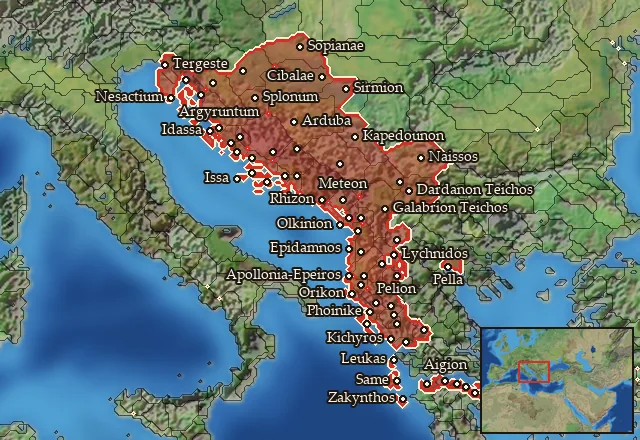 Sopianae
Tergeste
Cibalae
Sirmion
Nesactium
Splonum
Argyruntum
Arduba
Idassa
Kapedounon
Naissos
Issa
Meteon
Dardanon Teichos
Rhizon
Galabrion Teichos
Olkinion
Epidamnos
Lychnidos
Apollonia-Epeiros
Pella
Orikon
Pelion
Phoinike
Kichyros
Leukas
Aigion
Same
Zakynthos